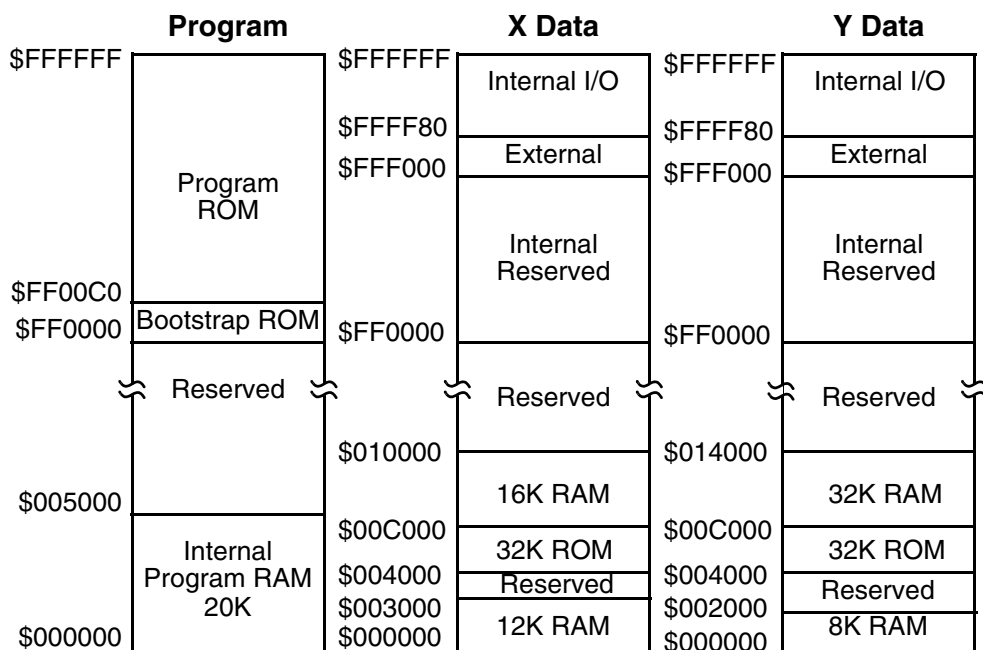 Program
$FFFFFF
Program
ROM
$FF00C0
Bootstrap ROM
$FF0000
Reserved
$005000
Internal
Program RAM
20K
$000000
X Data
$FFFFFF
Internal I/O
$FFFF80
External
$FFF000
Internal
Reserved
$FF0000
Reserved
$010000
16K RAM
$00C000
32K ROM
$004000
Reserved
$003000
12K RAM
$000000
Y Data
$FFFFFF
Internal I/O
$FFFF80
External
$FFF000
Internal
Reserved
$FF0000
Reserved
$014000
32K RAM
$00C000
32K ROM
$004000
Reserved
$002000
8K RAM
$000000